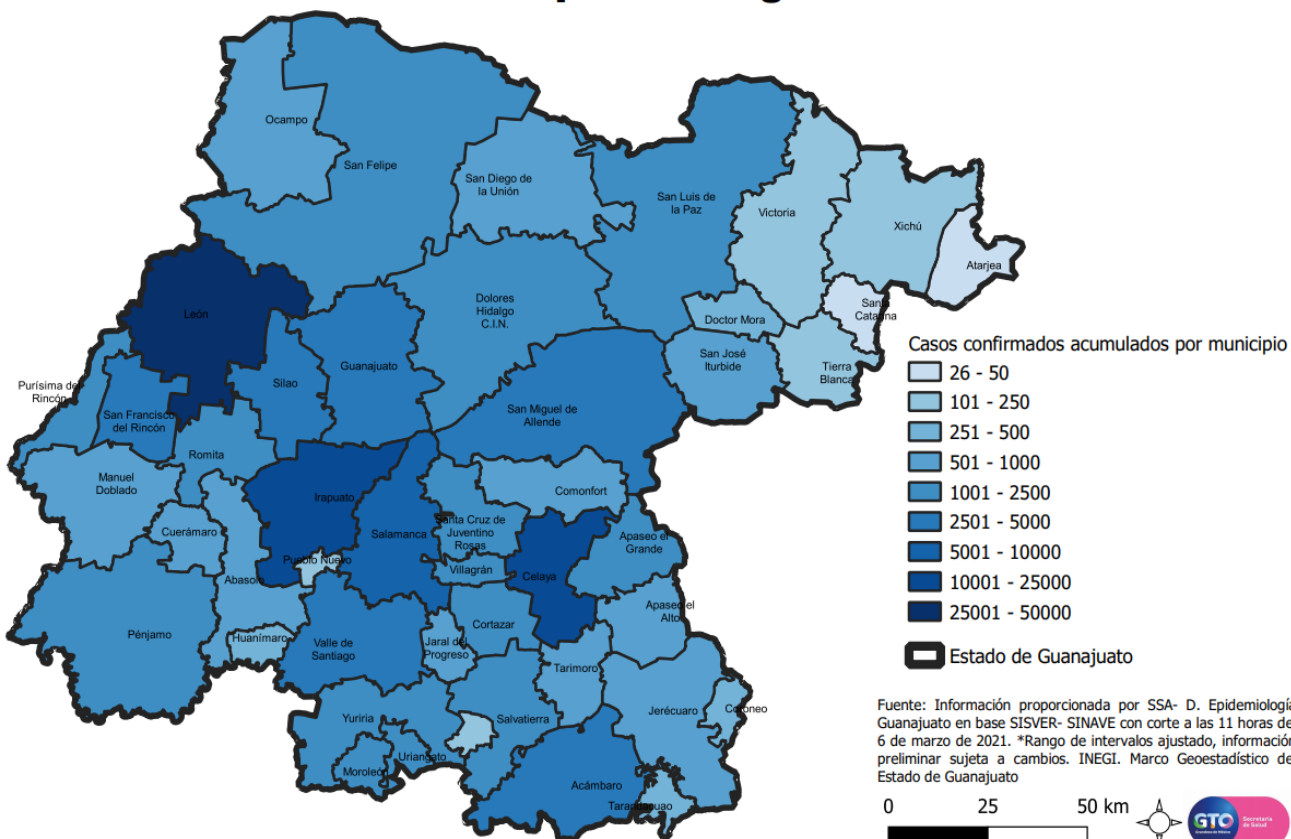 Ocampo
San Felipe
San Diego de
la Unión
San Luis de
la Paz
Victoria
Xichú
Atarjea
Santa
Catarina
León
Dolores
Hidalgo
C.I.N.
Doctor Mora
Guanajuato
San José
Iturbide
Tierra
Blanca
Silao
Purísima del
Rincón
San Francisco
del Rincón
San Miguel de
Allende
Romita
Manuel
Doblado
Irapuato
Comonfort
Cuerámaro
Salamanca
Santa Cruz de
Juventino
Rosas
Apaseo el
Grande
Pueblo Nuevo
Villagrán
Celaya
Abasolo
Apaseo el
Alto
Pénjamo
Huanímaro
Valle de
Santiago
Jaral del
Progreso
Cortazar
Tarimoro
Yuriria
Salvatierra
Jerécuaro
Coroneo
Uriangato
Moroleón
Acámbaro
Tarandacuao
Casos confirmados acumulados por municipio
26 - 50
101 - 250
251 - 500
501 - 1000
1001 - 2500
2501 - 5000
5001 - 10000
10001 - 25000
25001 - 50000
Estado de Guanajuato
Fuente: Información proporcionada por SSA- D. Epidemiología
Guanajuato en base SISVER- SINAVE con corte a las 11 horas de
6 de marzo de 2021. *Rango de intervalos ajustado, información
preliminar sujeta a cambios. INEGI. Marco Geoestadístico de
Estado de Guanajuato
0 25 50 km
GTO
Grandeza de México
Secretaría
de Salud